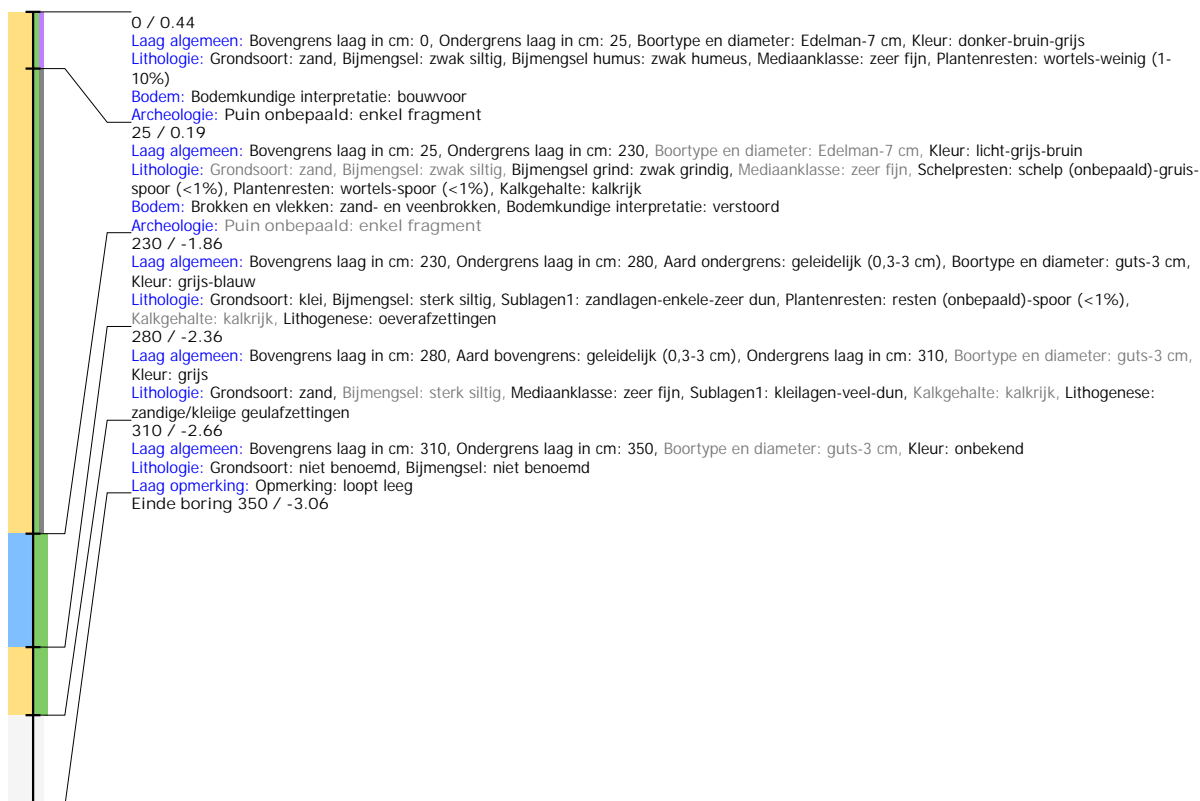 0 / 0.44
Laag algemeen: Bovengrens laag in cm: 0, Ondergrens laag in cm: 25, Boortype en diameter: Edelman-7 cm, Kleur: donker-bruin-grijs
Lithologie: Grondsoort: zand, Bijmengsel: zwak siltig, Bijmengsel humus: zwak humeus, Mediaanklasse: zeer fijn, Plantenresten: wortels-weinig (1-
10%)
Bodem: Bodemkundige interpretatie: bouwvoor
Archeologie: Puin onbepaald: enkel fragment
25 / 0.19
Laag algemeen: Bovengrens laag in cm: 25, Ondergrens laag in cm: 230, Boortype en diameter: Edelman-7 cm, Kleur: licht-grijs-bruin
Lithologie: Grondsoort: zand, Bijmengsel: zwak siltig, Bijmengsel grind: zwak grindig, Mediaanklasse: zeer fijn, Schelpresten: schelp (onbepaald)-gruis-
spoor (<1%), Plantenresten: wortels-spoor (<1%), Kalkgehalte: kalkrijk
Bodem: Brokken en vlekken: zand- en veenbrokken, Bodemkundige interpretatie: verstoord
Archeologie: Puin onbepaald: enkel fragment
230 / -1.86
Laag algemeen: Bovengrens laag in cm: 230, Ondergrens laag in cm: 280, Aard ondergrens: geleidelijk (0,3-3 cm), Boortype en diameter: guts-3 cm,
Kleur: grijs-blauw
Lithologie: Grondsoort: klei, Bijmengsel: sterk siltig, Sublagen1: zandlagen-enkele-zeer dun, Plantenresten: resten (onbepaald)-spoor (<1%),
Kalkgehalte: kalkrijk, Lithogenese: oeverafzettingen
280 / -2.36
Laag algemeen: Bovengrens laag in cm: 280, Aard bovengrens: geleidelijk (0,3-3 cm), Ondergrens laag in cm: 310, Boortype en diameter: guts-3 cm,
Kleur: grijs
Lithologie: Grondsoort: zand, Bijmengsel: sterk siltig, Mediaanklasse: zeer fijn, Sublagen1: kleilagen-veel-dun, Kalkgehalte: kalkrijk, Lithogenese:
zandige/kleiige geulafzettingen
310 / -2.66
Laag algemeen: Bovengrens laag in cm: 310, Ondergrens laag in cm: 350, Boortype en diameter: guts-3 cm, Kleur: onbekend
Lithologie: Grondsoort: niet benoemd, Bijmengsel: niet benoemd
Laag opmerking: Opmerking: loopt leeg
Einde boring 350 / -3.06